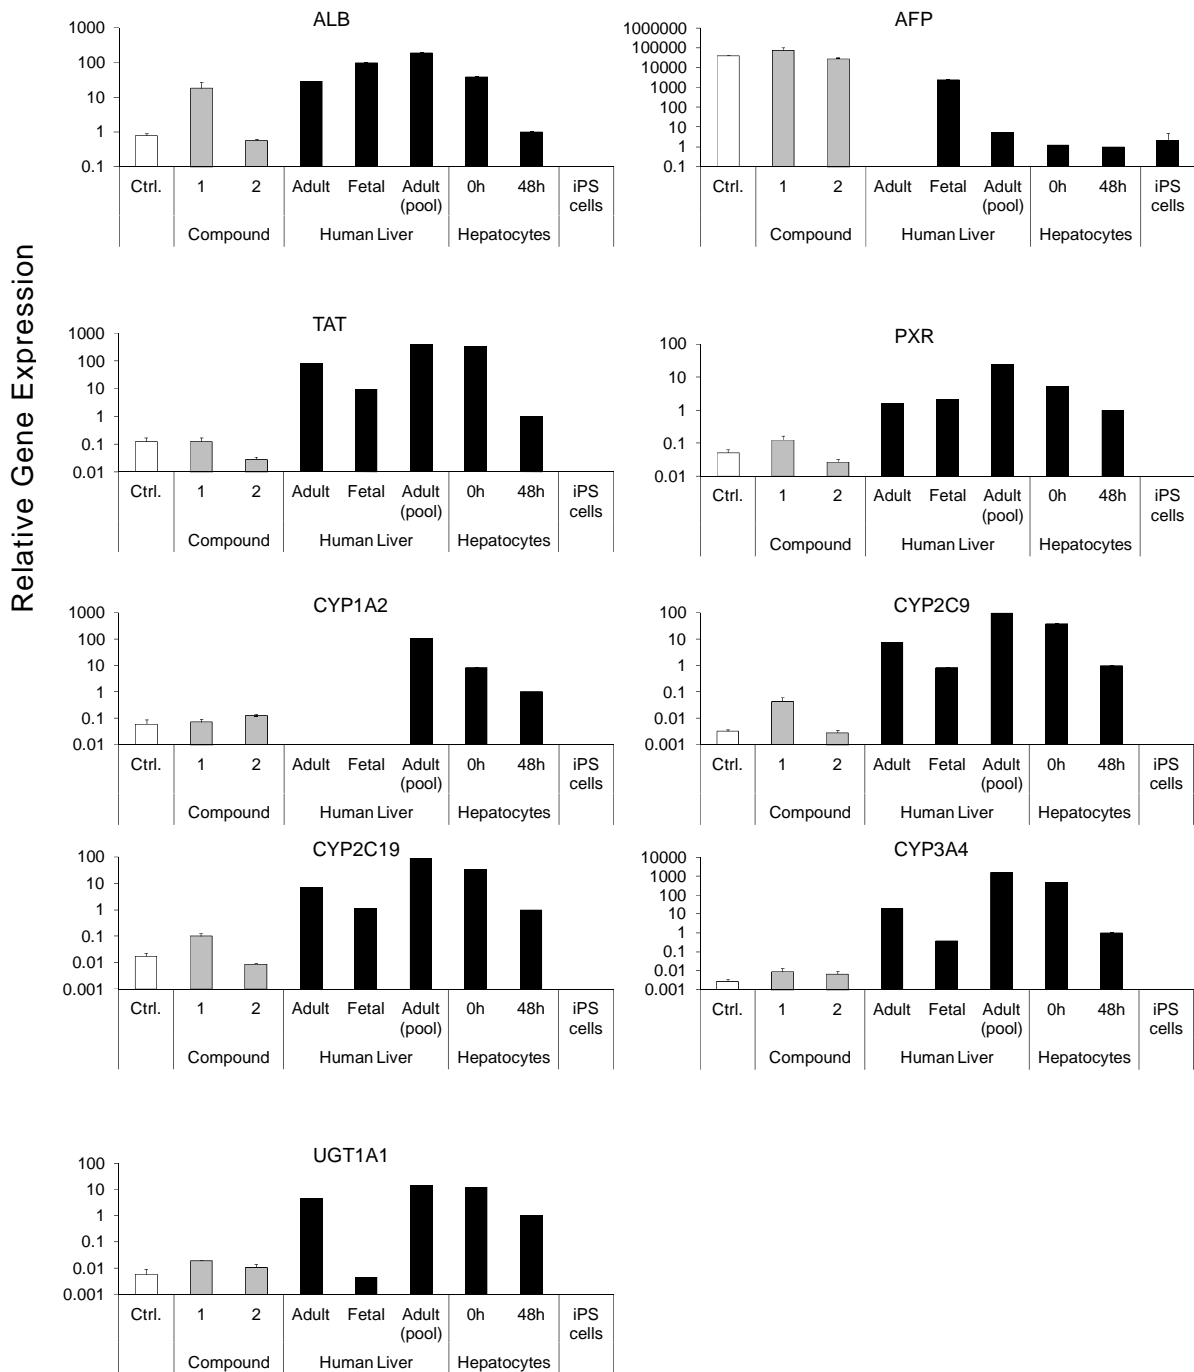 Relative Gene Expression
ALB
1000
100
10
1
0.1
Ctrl. 1 2 Adult Fetal Adult (pool) 0h 48h iPS cells
Compound Human Liver Hepatocytes
AFP
1000000
100000
10000
1000
100
10
1
0.1
Ctrl. 1 2 Adult Fetal Adult (pool) 0h 48h iPS cells
Compound Human Liver Hepatocytes
TAT
1000
100
10
1
0.1
0.01
Ctrl. 1 2 Adult Fetal Adult (pool) 0h 48h iPS cells
Compound Human Liver Hepatocytes
PXR
100
10
1
0.1
0.01
Ctrl. 1 2 Adult Fetal Adult (pool) 0h 48h iPS cells
Compound Human Liver Hepatocytes
CYP1A2
1000
100
10
1
0.1
0.01
Ctrl. 1 2 Adult Fetal Adult (pool) 0h 48h iPS cells
Compound Human Liver Hepatocytes
CYP2C9
100
10
1
0.1
0.01
0.001
Ctrl. 1 2 Adult Fetal Adult (pool) 0h 48h iPS cells
Compound Human Liver Hepatocytes
CYP2C19
100
10
1
0.1
0.01
0.001
Ctrl. 1 2 Adult Fetal Adult (pool) 0h 48h iPS cells
Compound Human Liver Hepatocytes
CYP3A4
10000
1000
100
10
1
0.1
0.01
0.001
Ctrl. 1 2 Adult Fetal Adult (pool) 0h 48h iPS cells
Compound Human Liver Hepatocytes
UGT1A1
100
10
1
0.1
0.01
0.001
Ctrl. 1 2 Adult Fetal Adult (pool) 0h 48h iPS cells
Compound Human Liver Hepatocytes